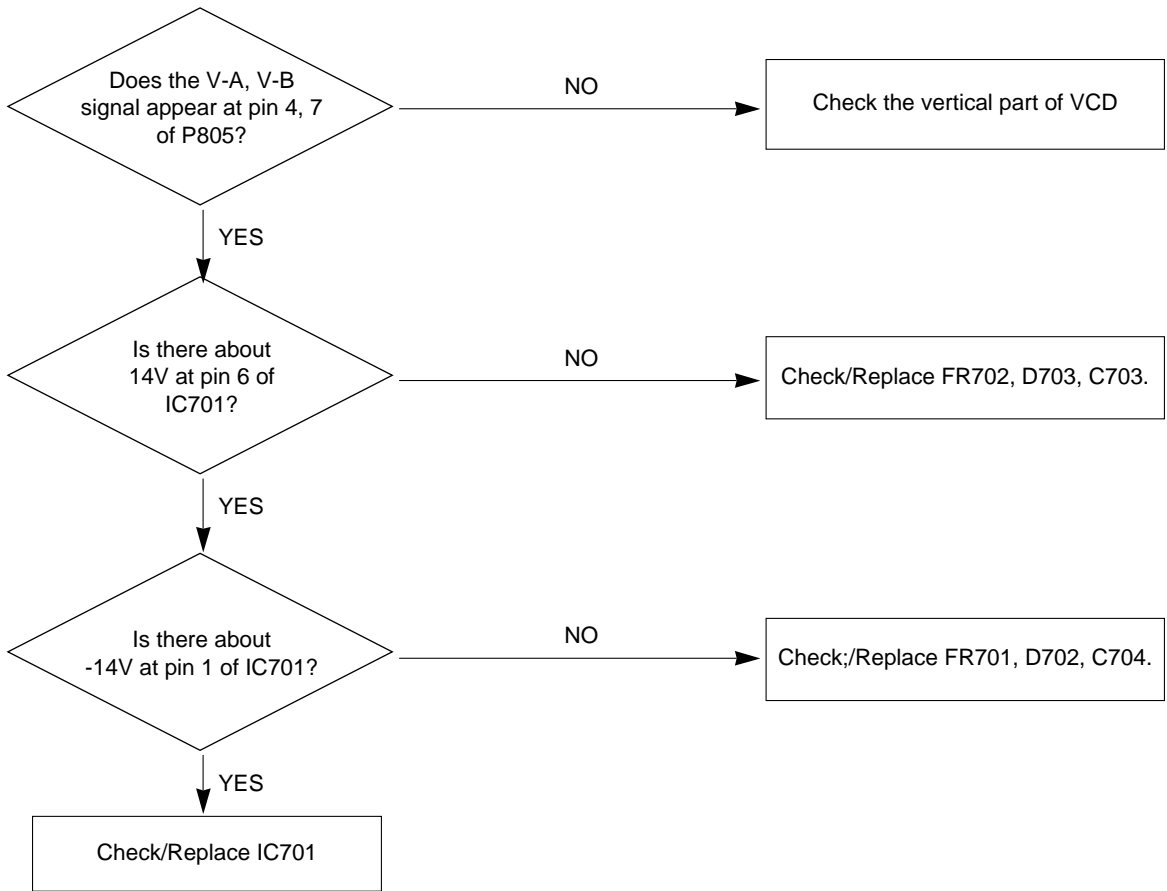 Does the V-A, V-B
signal appear at pin 4, 7
of P805?
NO
Check the vertical part of VCD
YES
Is there about
14V at pin 6 of
IC701?
NO
Check/Replace FR702, D703, C703.
YES
Is there about
-14V at pin 1 of IC701?
NO
Check;/Replace FR701, D702, C704.
YES
Check/Replace IC701